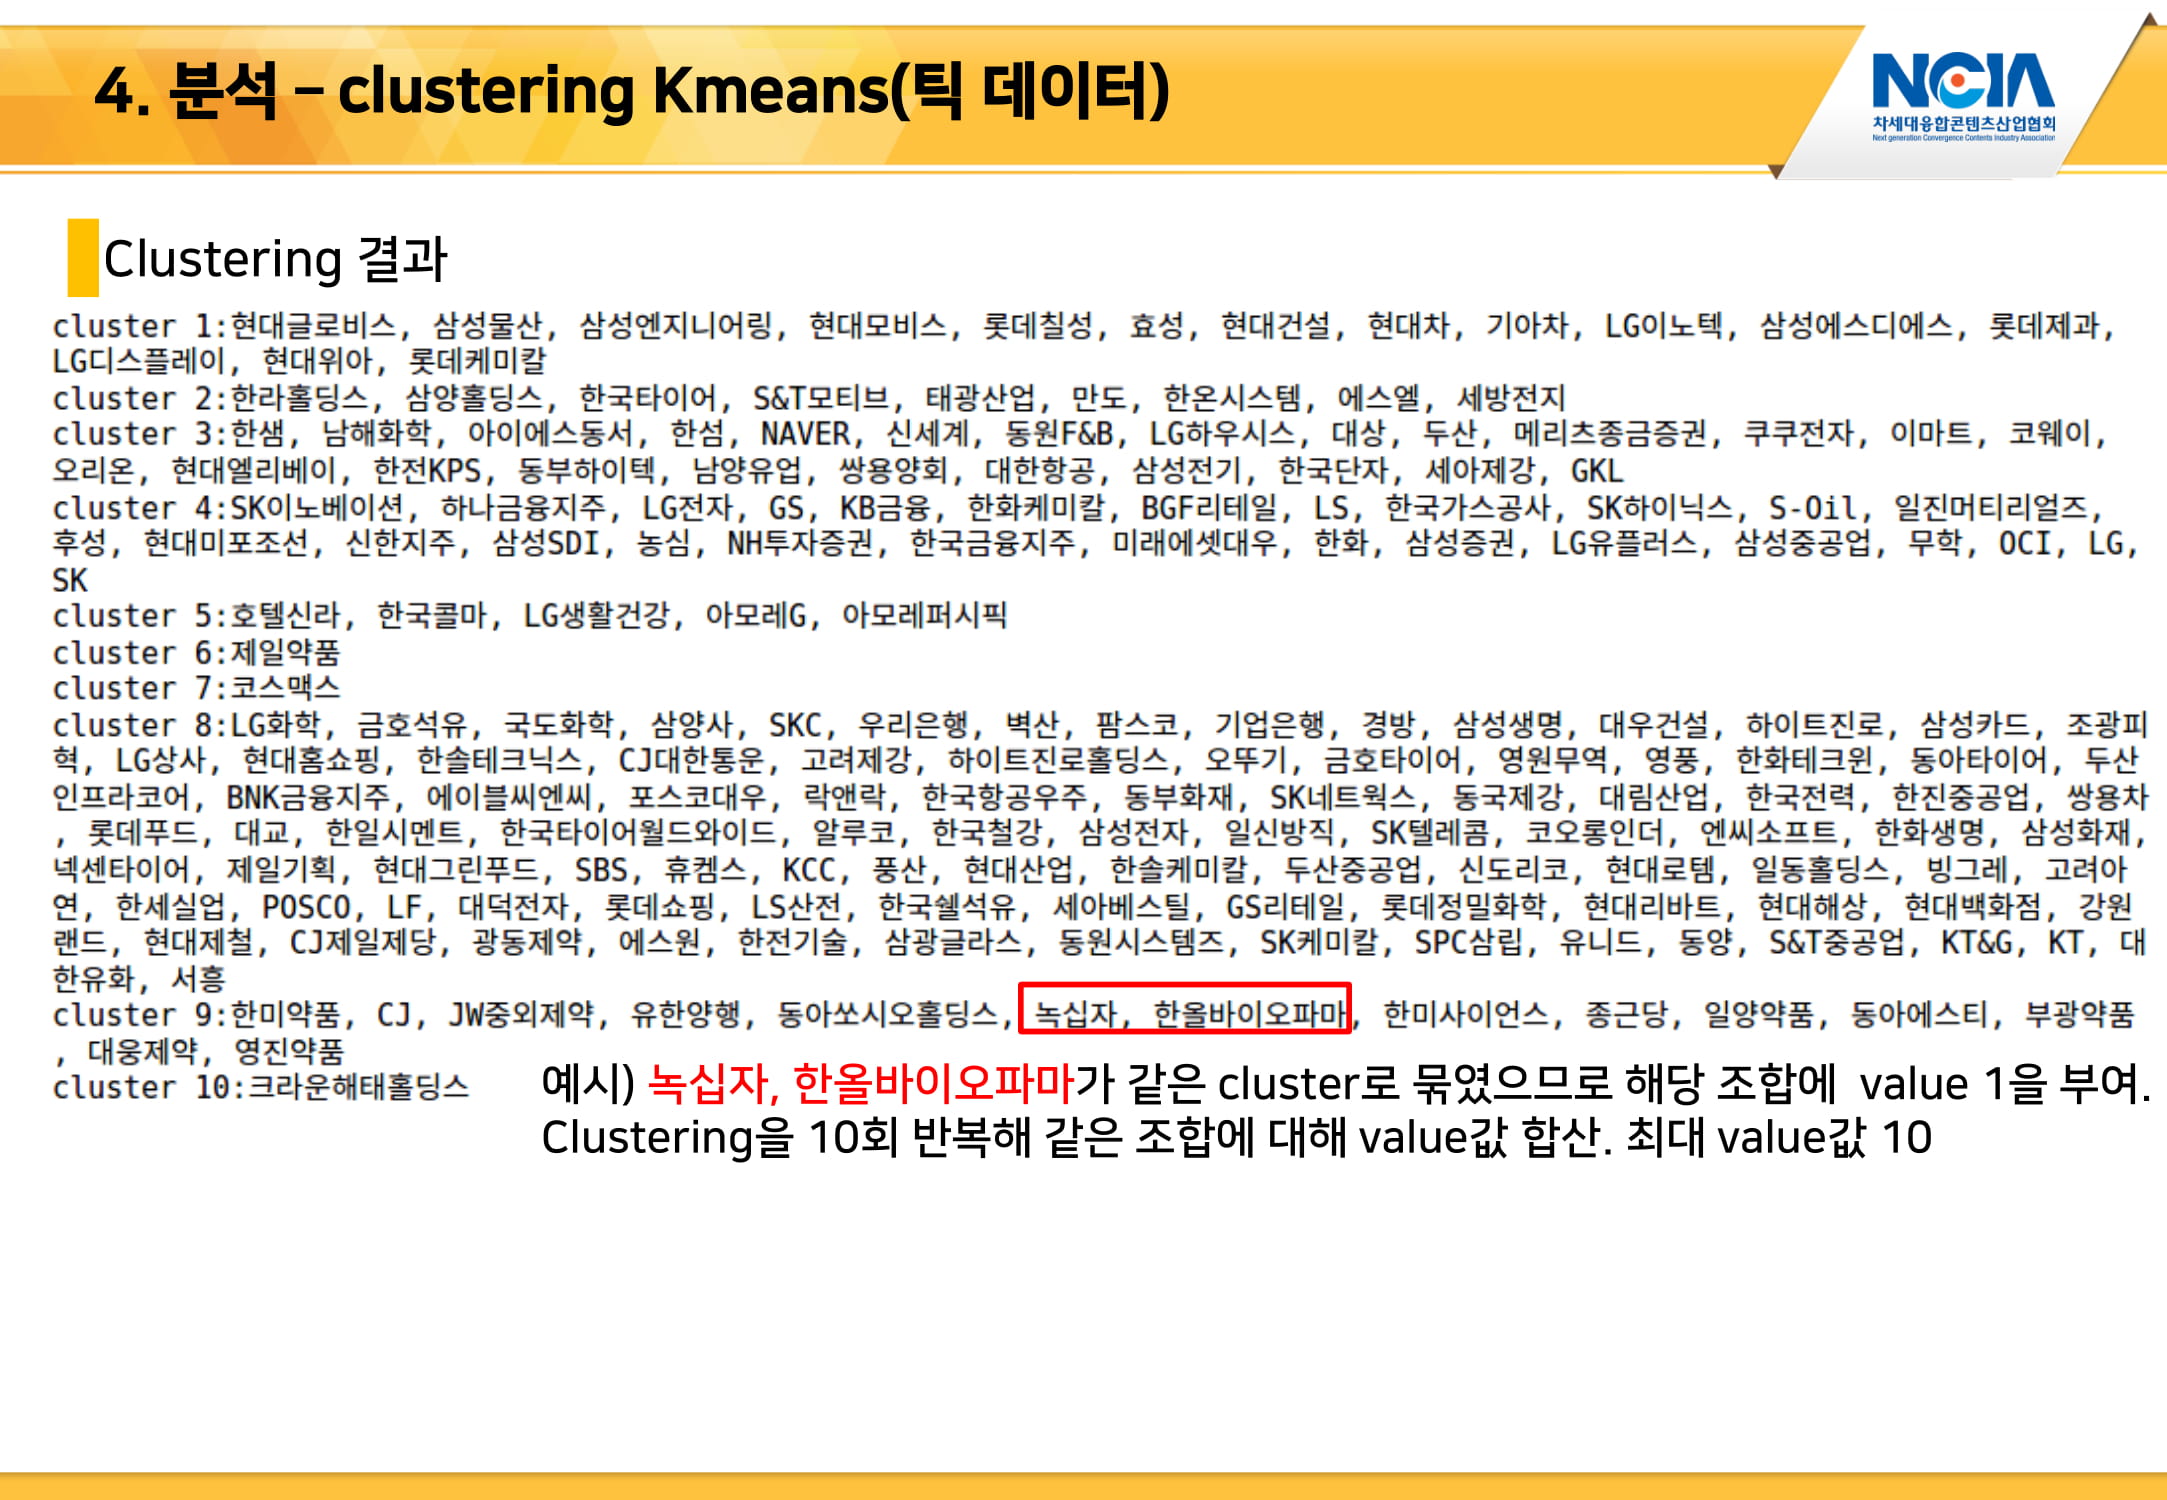 4. 분석 – clustering Kmeans(틱 데이터)
NCIA
차세대융합콘텐츠산업협회
Next generation Convergence Contents Industry Association
Clustering 결과
cluster 1:현대글로비스, 삼성물산, 삼성엔지니어링, 현대모비스, 롯데칠성, 효성, 현대건설, 현대차, 기아차, LG이노텍, 삼성에스디에스, 롯데제과,
LG디스플레이, 현대위아, 롯데케미칼
cluster 2:한라홀딩스, 삼양홀딩스, 한국타이어, S&T모티브, 태광산업, 만도, 한온시스템, 에스엘, 세방전지
cluster 3:한샘, 남해화학, 아이에스동서, 한섬, NAVER, 신세계, 동원F&B, LG하우시스, 대상, 두산, 메리츠종금증권, 쿠쿠전자, 이마트, 코웨이,
오리온, 현대엘리베이, 한전KPS, 동부하이텍, 남양유업, 쌍용양회, 대한항공, 삼성전기, 한국단자, 세아제강, GKL
cluster 4:SK이노베이션, 하나금융지주, LG전자, GS, KB금융, 한화케미칼, BGF리테일, LS, 한국가스공사, SK하이닉스, S-Oil, 일진머티리얼즈,
후성, 현대미포조선, 신한지주, 삼성SDI, 농심, NH투자증권, 한국금융지주, 미래에셋대우, 한화, 삼성증권, LG유플러스, 삼성중공업, 무학, OCI, LG,
SK
cluster 5:호텔신라, 한국콜마, LG생활건강, 아모레G, 아모레퍼시픽
cluster 6:제일약품
cluster 7:코스맥스
cluster 8:LG화학, 금호석유, 국도화학, 삼양사, SKC, 우리은행, 벽산, 팜스코, 기업은행, 경방, 삼성생명, 대우건설, 하이트진로, 삼성카드, 조광피
혁, LG상사, 현대홈쇼핑, 한솔테크닉스, CJ대한통운, 고려제강, 하이트진로홀딩스, 오뚜기, 금호타이어, 영원무역, 영풍, 한화테크윈, 동아타이어, 두산
인프라코어, BNK금융지주, 에이블씨엔씨, 포스코대우, 락앤락, 한국항공우주, 동부화재, SK네트웍스, 동국제강, 대림산업, 한국전력, 한진중공업, 쌍용차
, 롯데푸드, 대교, 한일시멘트, 한국타이어월드와이드, 알루코, 한국철강, 삼성전자, 일신방직, SK텔레콤, 코오롱인더, 엔씨소프트, 한화생명, 삼성화재,
넥센타이어, 제일기획, 현대그린푸드, SBS, 휴켐스, KCC, 풍산, 현대산업, 한솔케미칼, 두산중공업, 신도리코, 현대로템, 일동홀딩스, 빙그레, 고려아
연, 한세실업, POSCO, LF, 대덕전자, 롯데쇼핑, LS산전, 한국쉘석유, 세아베스틸, GS리테일, 롯데정밀화학, 현대리바트, 현대해상, 현대백화점, 강원
랜드, 현대제철, CJ제일제당, 광동제약, 에스원, 한전기술, 삼광글라스, 동원시스템즈, SK케미칼, SPC삼립, 유니드, 동양, S&T중공업, KT&G, KT, 대
한유화, 서흥
cluster 9:한미약품, CJ, JW중외제약, 유한양행, 동아쏘시오홀딩스, 녹십자, 한올바이오파마, 한미사이언스, 종근당, 일양약품, 동아에스티, 부광약품
, 대웅제약, 영진약품
cluster 10:크라운해태홀딩스
예시) 녹십자, 한올바이오파마가 같은 cluster로 묶였으므로 해당 조합에 value 1을 부여.
Clustering을 10회 반복해 같은 조합에 대해 value값 합산. 최대 value값 10